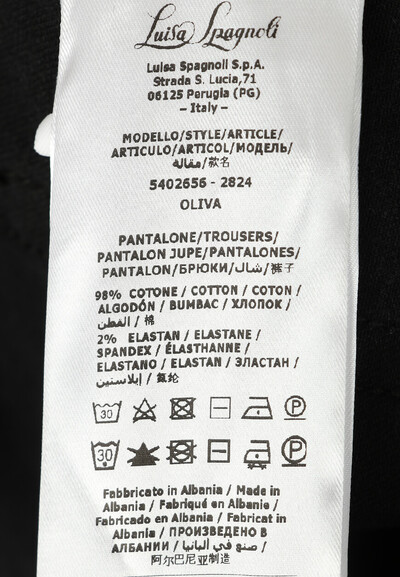 Luisa Spagnoli
Luisa Spagnoli S.p.A.
Strada S. Lucia,71
06125 Perugia (PG)
– Italy –
MODELLO/STYLE/ARTICLE/
ARTICULO/ARTICOL/МОДЕЛЬ/
مقالة/款名
5402656 - 2824
OLIVA
PANTALONE/TROUSERS/
PANTALON JUPE/PANTALONES/
PANTALON/БРЮКИ/شال/裤子
98% COTONE / COTTON / COTON /
ALGODÓN / BUMBAC / ХЛОПОК /
القطن / 棉
2% ELASTAN / ELASTANE /
SPANDEX / ÉLASTHANNE /
ELASTANO / ELASTAN / ЭЛАСТАН /
إيلاستين / 氨纶
30 P
30 P
Fabbricato in Albania / Made in
Albania / Fabriqué en Albanie /
Fabricado en Albania / Fabricat in
Albania / ПРОИЗВЕДЕНО В
АЛБАНИИ / صنع في ألبانيا /
阿尔巴尼亚制造